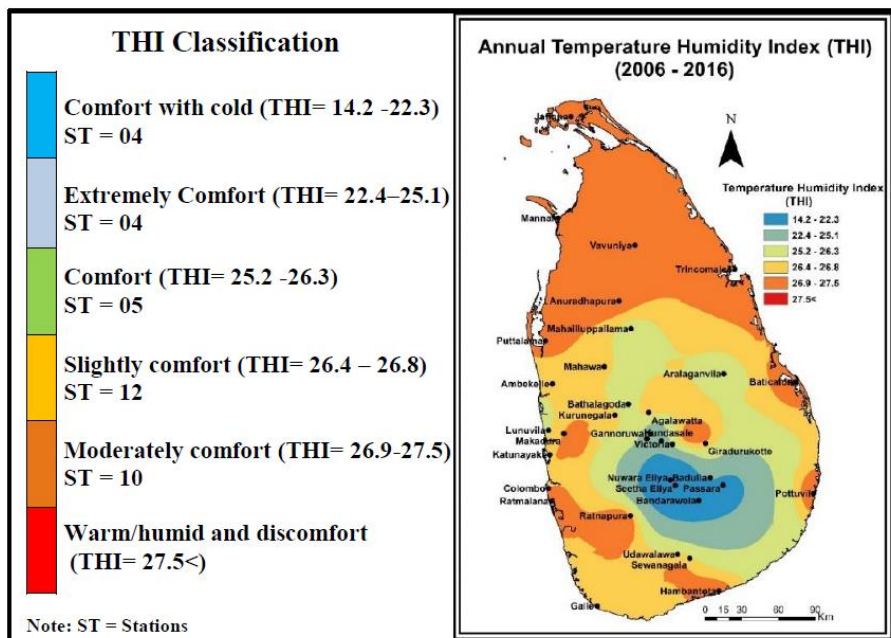 THI Classification
Comfort with cold (THI= 14.2 -22.3)
ST = 04
Extremely Comfort (THI= 22.4–25.1)
ST = 04
Comfort (THI= 25.2 -26.3)
ST = 05
Slightly comfort (THI= 26.4 – 26.8)
ST = 12
Moderately comfort (THI= 26.9-27.5)
ST = 10
Warm/humid and discomfort
(THI= 27.5<)
Note: ST = Stations
Annual Temperature Humidity Index (THI)
(2006 - 2016)
N
Temperature Humidity Index
(THI)
14.2 - 22.3
22.4 - 25.1
25.2 - 26.3
26.4 - 26.8
26.9 - 27.5
27.5<
Jaffna
Mannar
Vavuniya
Anuradhapura
Mahailluppallama
Puttalama
Mahawa
Aralaganvila
Ambekelle
Bathalagoda
Kurunegala
Agalawatta
Lunuvila
Gannoruwa
Kundasale
Makadura
Victoria
Giradurukotte
Katunayaka
Nuwara Eliya
Badulla
Colombo
Seetha Eliya
Passara
Pottuvil
Ratmalana
Bandarawela
Ratnapura
Udawalawa
Sewanagala
Hambantota
Galle
0 15 30 60 90
Km